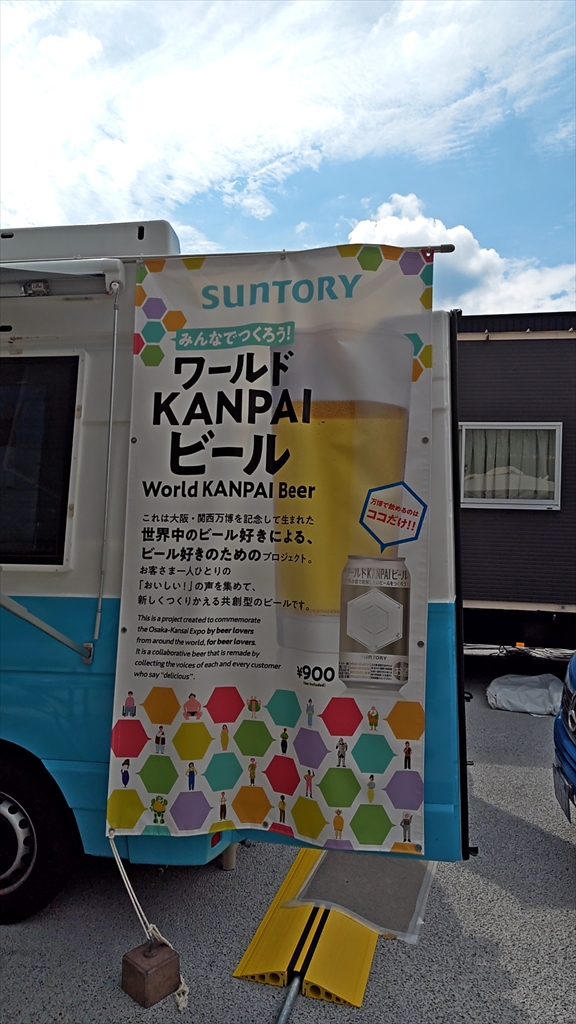 SUNTORY
みんなでつくろう!
ワールド
KANPAI
ビール
World KANPAI Beer
これは大阪・関西万博を記念して生まれた
世界中のビール好きによる、
ビール好きのためのプロジェクト。
お客さま一人ひとりの
「おいしい!」の声を集めて、
新しくつくりかえる共創型のビールです。
This is a project created to commemorate
the Osaka-Kansai Expo by beer lovers
from around the world, for beer lovers.
It is a collaborative beer that is remade by
collecting the voices of each and every customer
who say "delicious".
万博で飲めるのは
ココだけ!!
ワールドKANPAIビール
SUNTORY
¥900